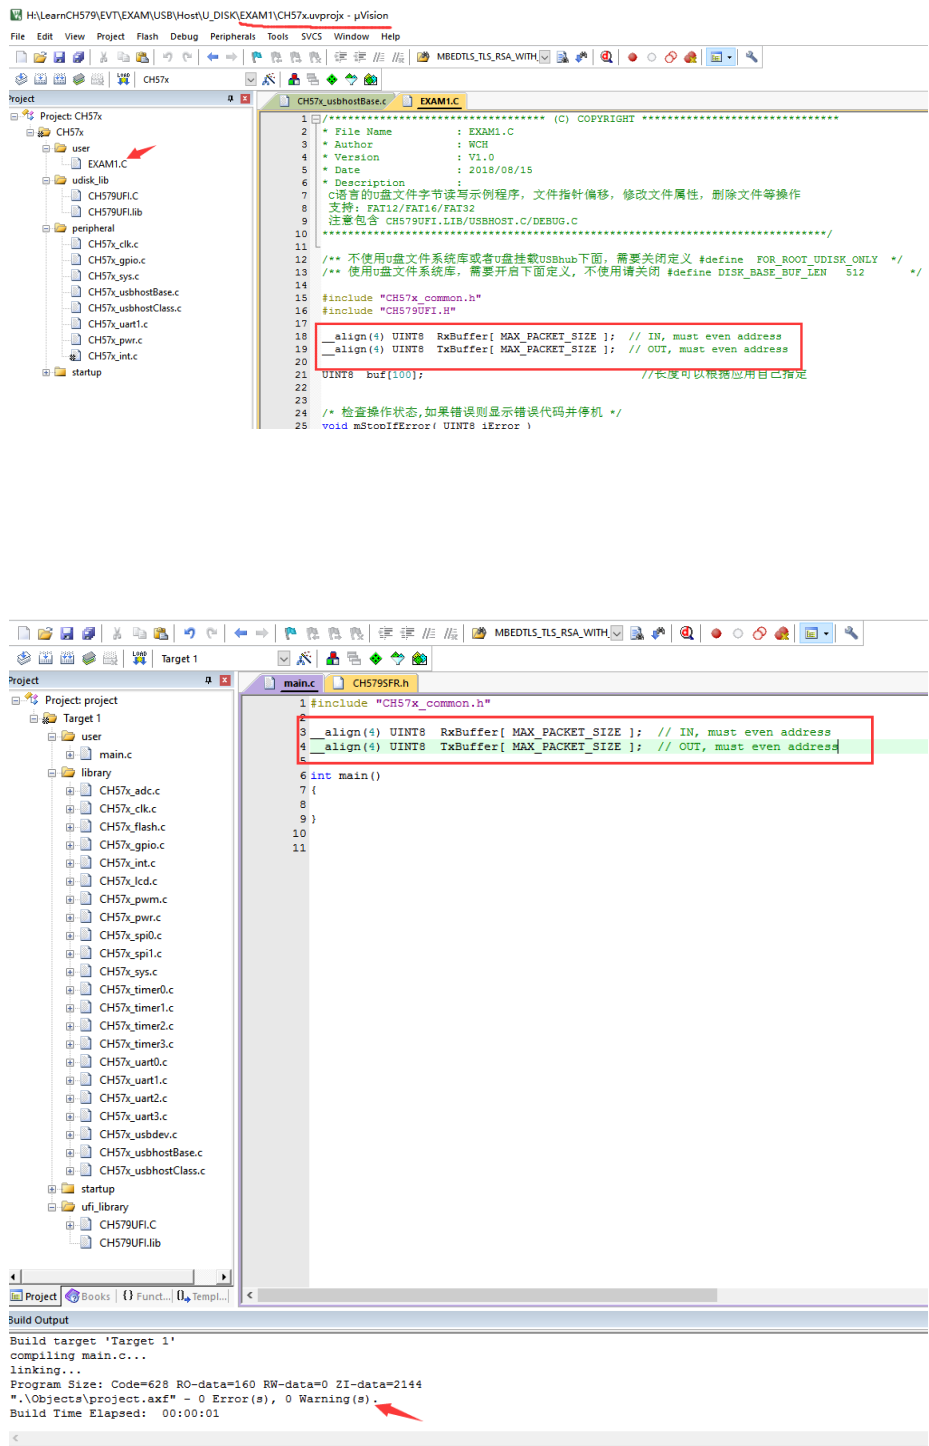 H:\LearnCH579\EVT\EXAM\USB\Host\U_DISK\EXAM1\CH57x.uvprojx - µVision
File Edit View Project Flash Debug Peripherals Tools SVCS Window Help
MBEDTLS_TLS_RSA_WITH
CH57x
Project
CH57x_usbhostBase.c EXAM1.C
Project: CH57x
CH57x
user
EXAM1.C
udisk_lib
CH579UFI.C
CH579UFI.lib
peripheral
CH57x_clk.c
CH57x_gpio.c
CH57x_sys.c
CH57x_usbhostBase.c
CH57x_usbhostClass.c
CH57x_uart1.c
CH57x_pwr.c
CH57x_int.c
startup
1 /********************************** (C) COPYRIGHT *******************************
2 * File Name : EXAM1.C
3 * Author : WCH
4 * Version : V1.0
5 * Date : 2018/08/15
6 * Description :
7 C语言的U盘文件字节读写示例程序，文件指针偏移，修改文件属性，删除文件等操作
8 支持: FAT12/FAT16/FAT32
9 注意包含 CH579UFI.LIB/USBHOST.C/DEBUG.C
10 *******************************************************************************/
11
12 /** 不使用U盘文件系统库或者U盘挂载USBhub下面，需要关闭定义 #define FOR_ROOT_UDISK_ONLY */
13 /** 使用U盘文件系统库，需要开启下面定义，不使用请关闭 #define DISK_BASE_BUF_LEN 512 */
14
15 #include "CH57x_common.h"
16 #include "CH579UFI.H"
17
18 __align(4) UINT8 RxBuffer[ MAX_PACKET_SIZE ]; // IN, must even address
19 __align(4) UINT8 TxBuffer[ MAX_PACKET_SIZE ]; // OUT, must even address
20
21 UINT8 buf[100]; //长度可以根据应用自己指定
22
23
24 /* 检查操作状态,如果错误则显示错误代码并停机 */
25 void mStopIfError( UINT8 iError )
MBEDTLS_TLS_RSA_WITH
Target 1
Project
main.c CH579SFR.h
Project: project
Target 1
user
main.c
library
CH57x_adc.c
CH57x_clk.c
CH57x_flash.c
CH57x_gpio.c
CH57x_int.c
CH57x_lcd.c
CH57x_pwm.c
CH57x_pwr.c
CH57x_spi0.c
CH57x_spi1.c
CH57x_sys.c
CH57x_timer0.c
CH57x_timer1.c
CH57x_timer2.c
CH57x_timer3.c
CH57x_uart0.c
CH57x_uart1.c
CH57x_uart2.c
CH57x_uart3.c
CH57x_usbdev.c
CH57x_usbhostBase.c
CH57x_usbhostClass.c
startup
ufi_library
CH579UFI.C
CH579UFI.lib
1 #include "CH57x_common.h"
2
3 __align(4) UINT8 RxBuffer[ MAX_PACKET_SIZE ]; // IN, must even address
4 __align(4) UINT8 TxBuffer[ MAX_PACKET_SIZE ]; // OUT, must even address
5
6 int main()
7 {
8
9 }
10
11
Project Books {} Funct... Templ...
Build Output
Build target 'Target 1'
compiling main.c...
linking...
Program Size: Code=628 RO-data=160 RW-data=0 ZI-data=2144
".\Objects\project.axf" - 0 Error(s), 0 Warning(s).
Build Time Elapsed: 00:00:01